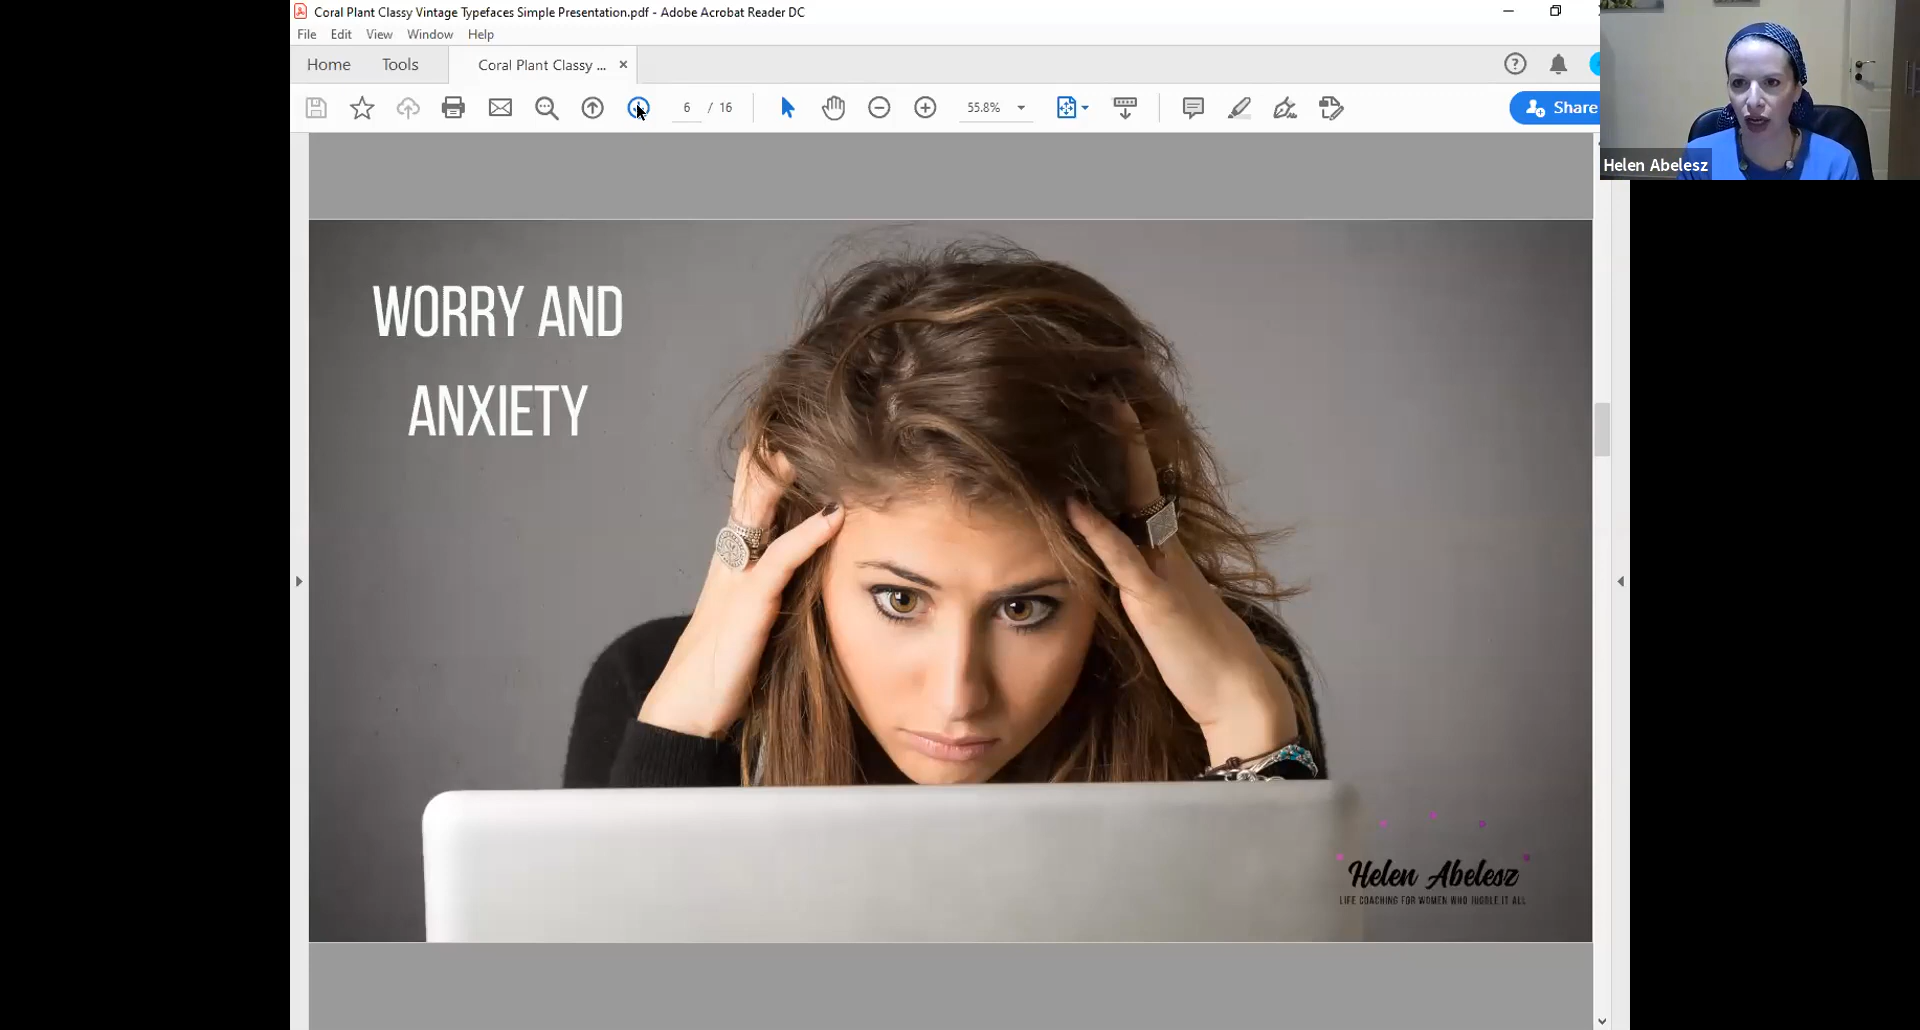 Coral Plant Classy Vintage Typefaces Simple Presentation.pdf - Adobe Acrobat Reader DC
File Edit View Window Help
Home Tools Coral Plant Classy ...
6 / 16 55.8% Share
Helen Abelesz
WORRY AND
ANXIETY
Helen Abelesz
LIFE COACHING FOR WOMEN WHO JUGGLE IT ALL